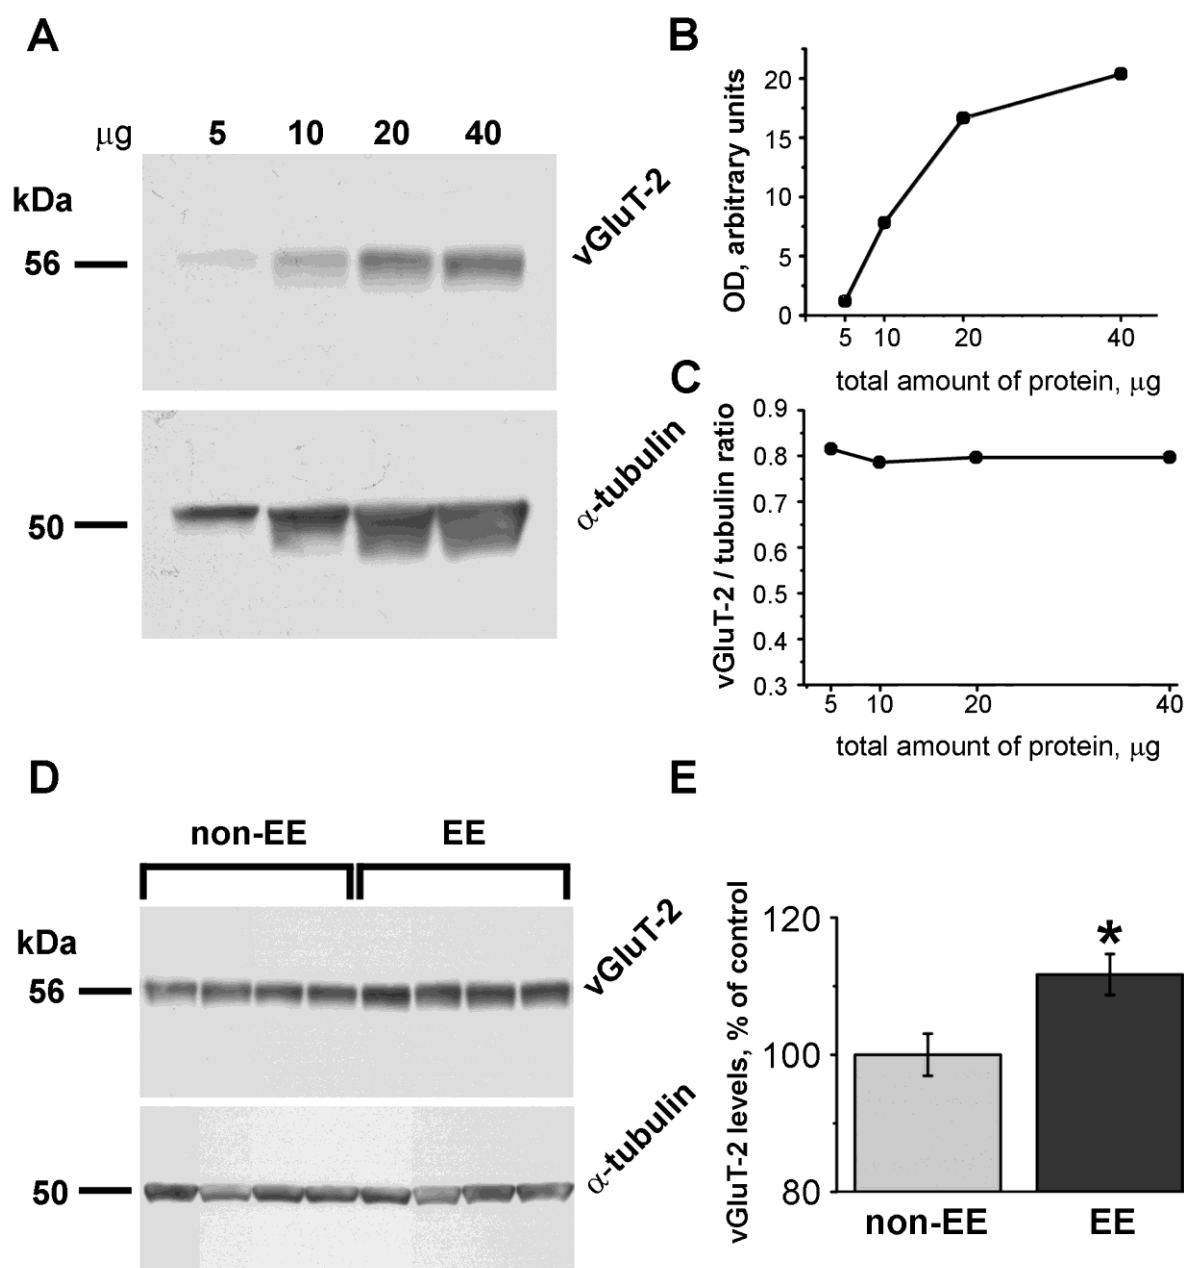 A
μg 5 10 20 40
kDa
56
vGluT-2
50
α-tubulin
B
OD, arbitrary units
20
15
10
5
0
5 10 20 40
total amount of protein, μg
C
vGluT-2 / tubulin ratio
0.9
0.8
0.7
0.6
0.5
0.4
0.3
5 10 20 40
total amount of protein, μg
D
non-EE EE
kDa
56
vGluT-2
50
α-tubulin
E
vGluT-2 levels, % of control
120
100
80
*
non-EE EE